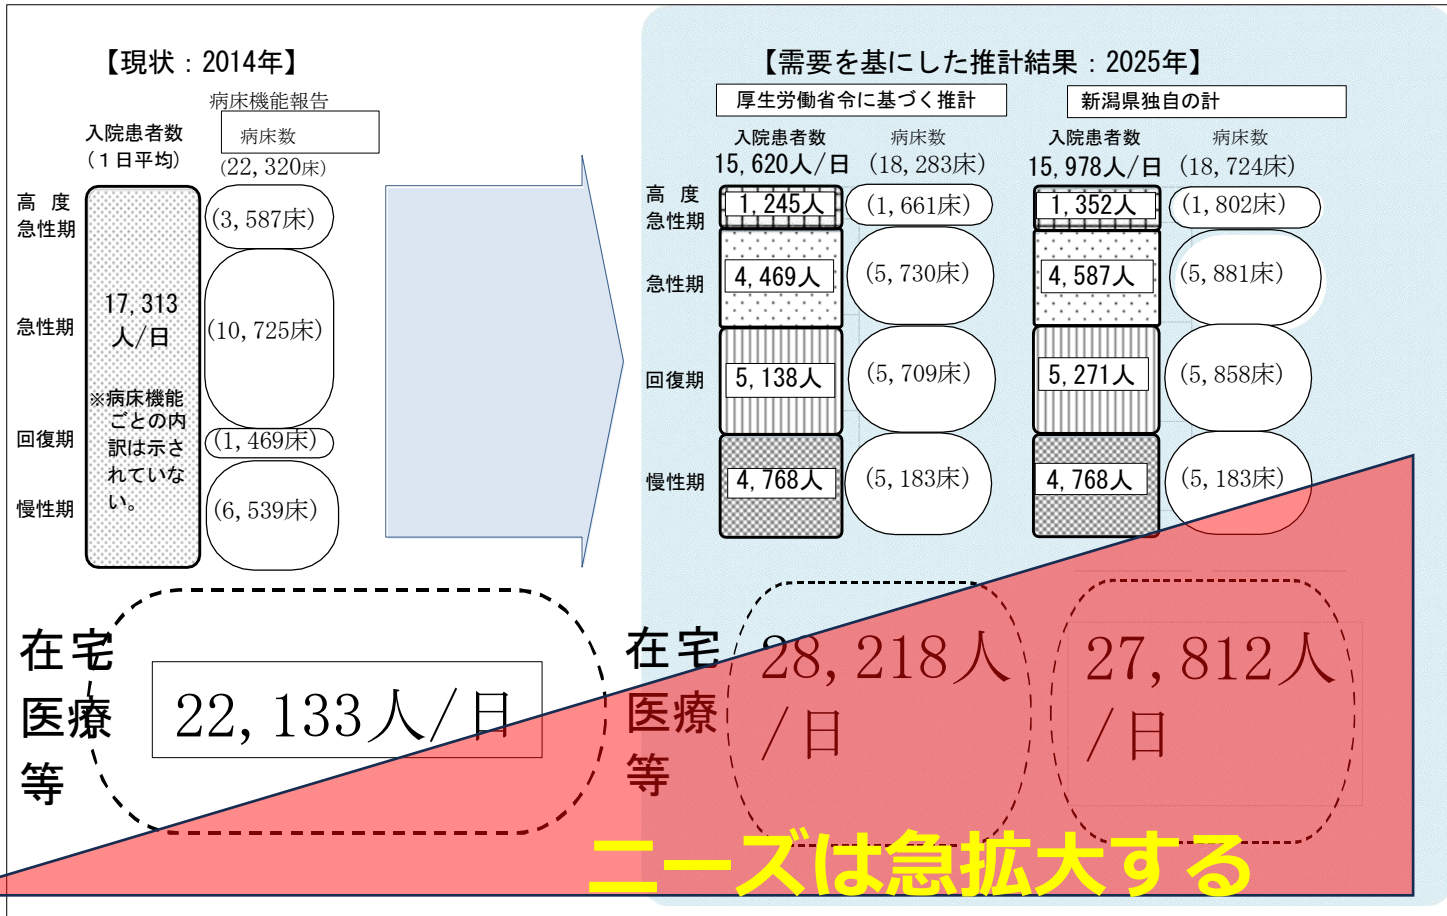 【現状：2014年】
病床機能報告
入院患者数
（１日平均）
病床数
(22,320床)
高 度
急性期
(3,587床)
急性期
17,313
人/日
(10,725床)
※病床機能
ごとの内
訳は示さ
れていな
い。
回復期
(1,469床)
慢性期
(6,539床)
在宅
医療
等
22,133人/日
【需要を基にした推計結果：2025年】
厚生労働省令に基づく推計
新潟県独自の計
入院患者数
15,620人/日
病床数
(18,283床)
入院患者数
15,978人/日
病床数
(18,724床)
高 度
急性期
1,245人
(1,661床)
1,352人
(1,802床)
急性期
4,469人
(5,730床)
4,587人
(5,881床)
回復期
5,138人
(5,709床)
5,271人
(5,858床)
慢性期
4,768人
(5,183床)
4,768人
(5,183床)
在宅
医療
等
28,218人
/日
27,812人
/日
ニーズは急拡大する